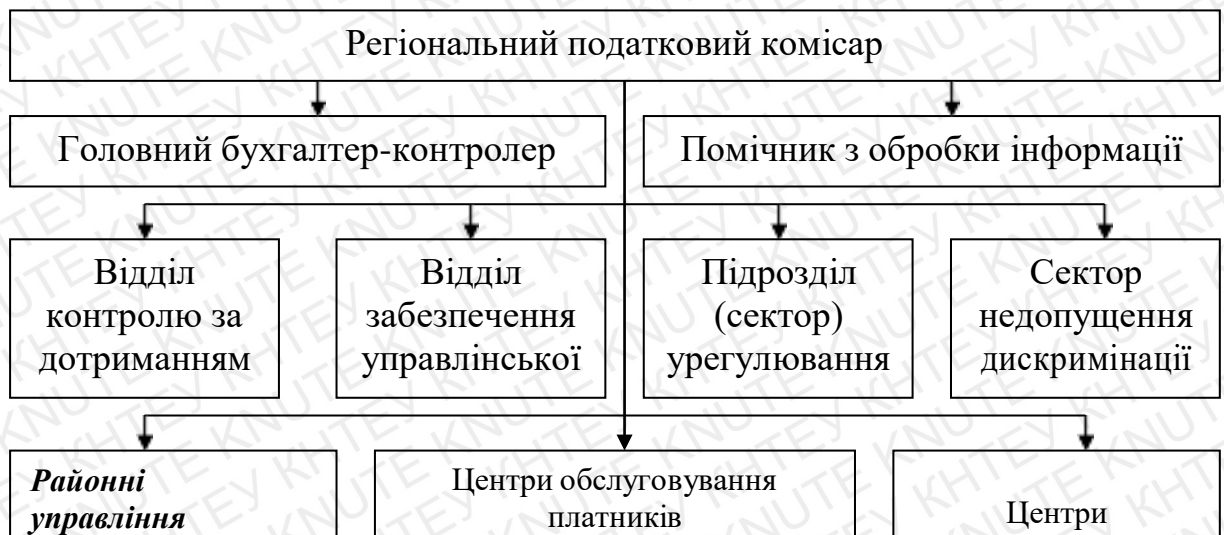 Регіональний податковий комісар
Головний бухгалтер-контролер
Помічник з обробки інформації
Відділ
контролю за
дотриманням
Відділ
забезпечення
управлінської
Підрозділ
(сектор)
урегулювання
Сектор
недопущення
дискримінації
Районні
управління
Центри обслуговування
платників
Центри